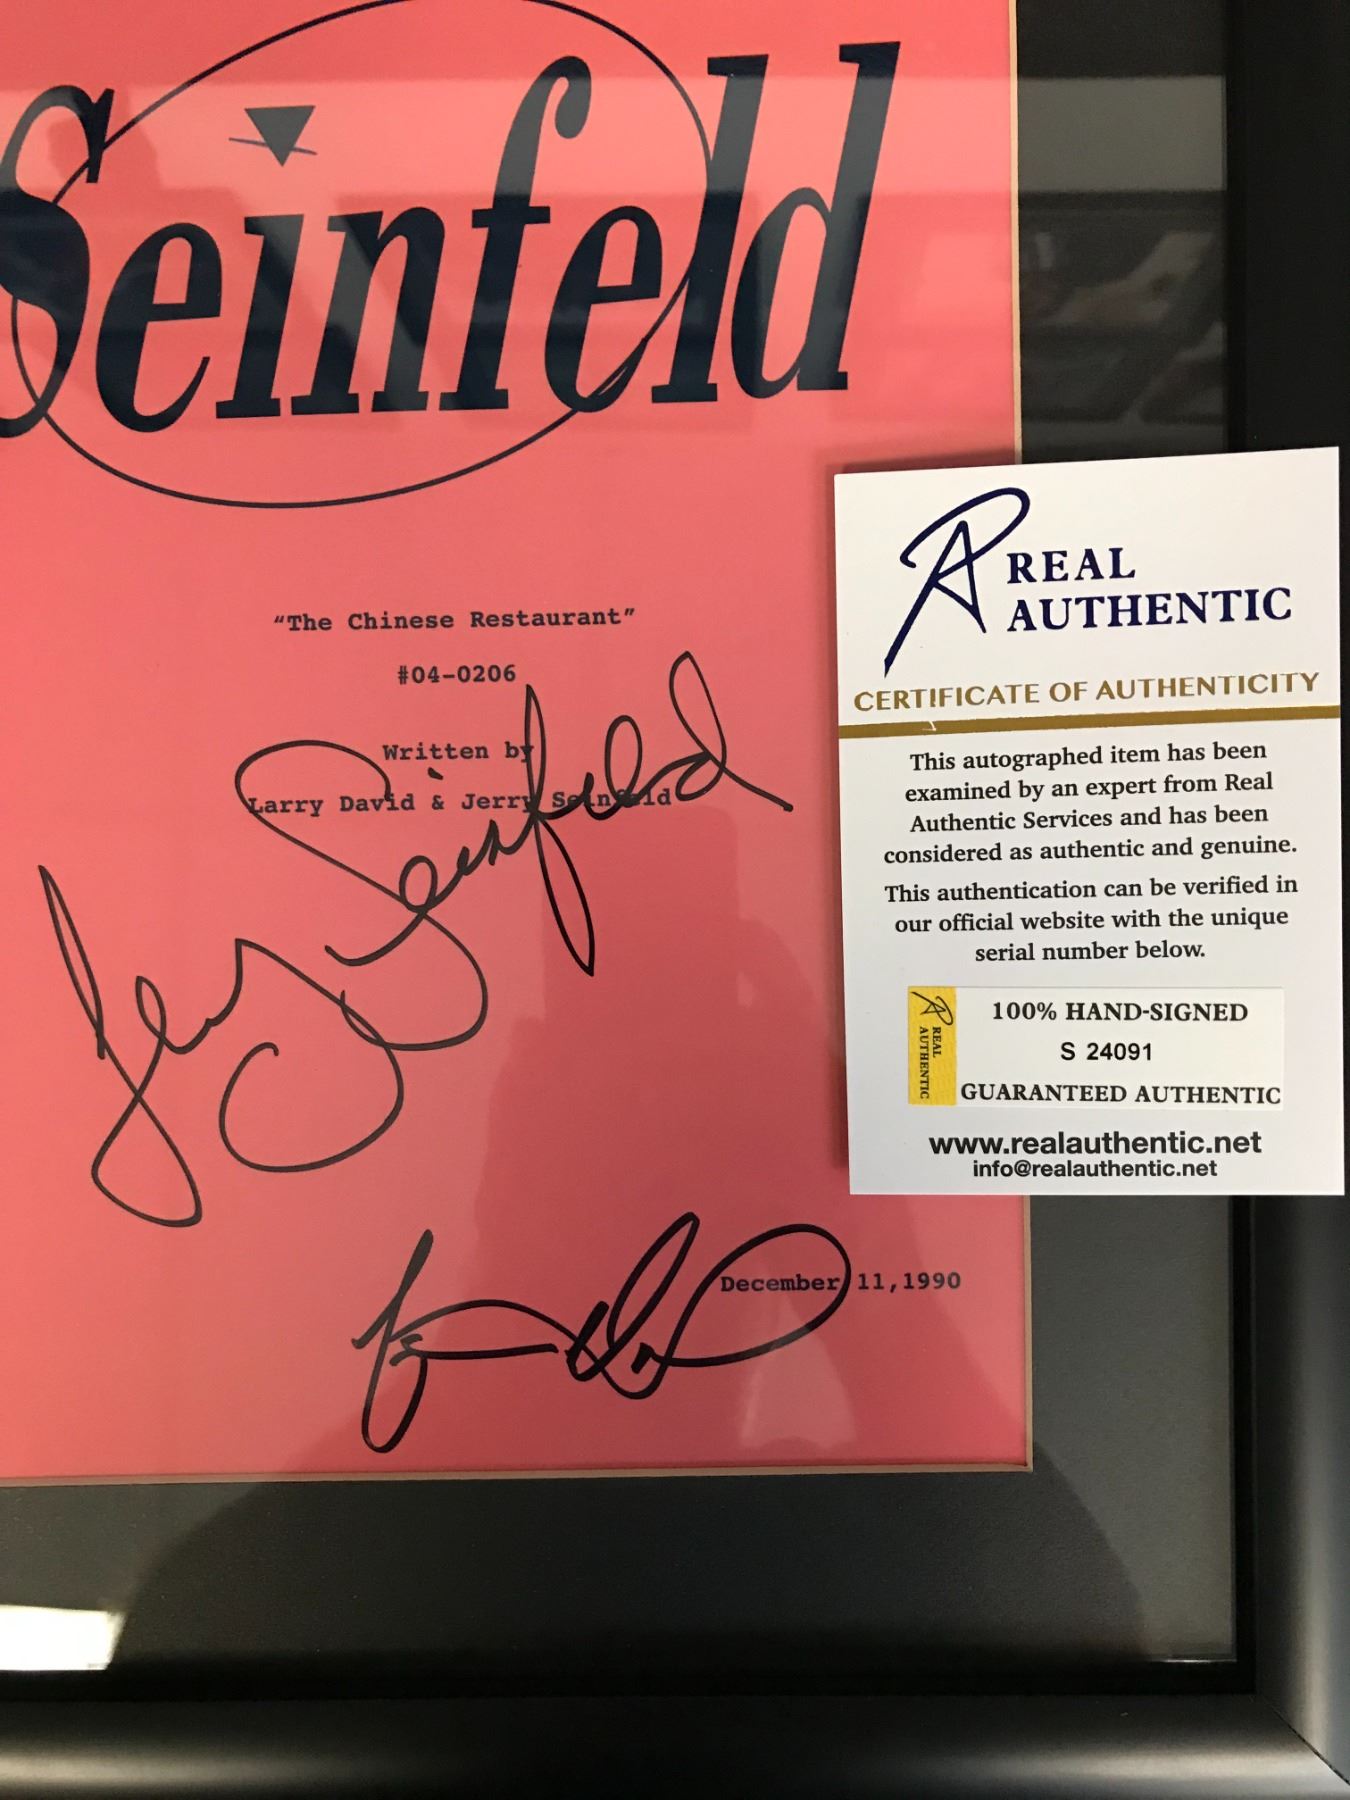 Seinfeld
"The Chinese Restaurant"
#04-0206
Written by
Larry David & Jerry Seinfeld
Jerry Seinfeld
December 11,1990
REAL
AUTHENTIC
CERTIFICATE OF AUTHENTICITY
This autographed item has been
examined by an expert from Real
Authentic Services and has been
considered as authentic and genuine.
This authentication can be verified in
our official website with the unique
serial number below.
REAL
AUTHENTIC
100% HAND-SIGNED
S 24091
GUARANTEED AUTHENTIC
www.realauthentic.net
info@realauthentic.net